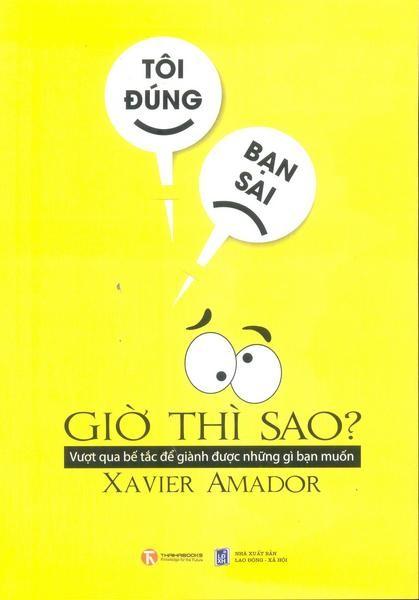 TÔI
ĐÚNG
BẠN
SAI
GIỜ THÌ SAO?
Vượt qua bế tắc để giành được những gì bạn muốn
XAVIER AMADOR
THAIHABOOKS
Knowledge for the Future
NHÀ XUẤT BẢN
LAO ĐỘNG - XÃ HỘI